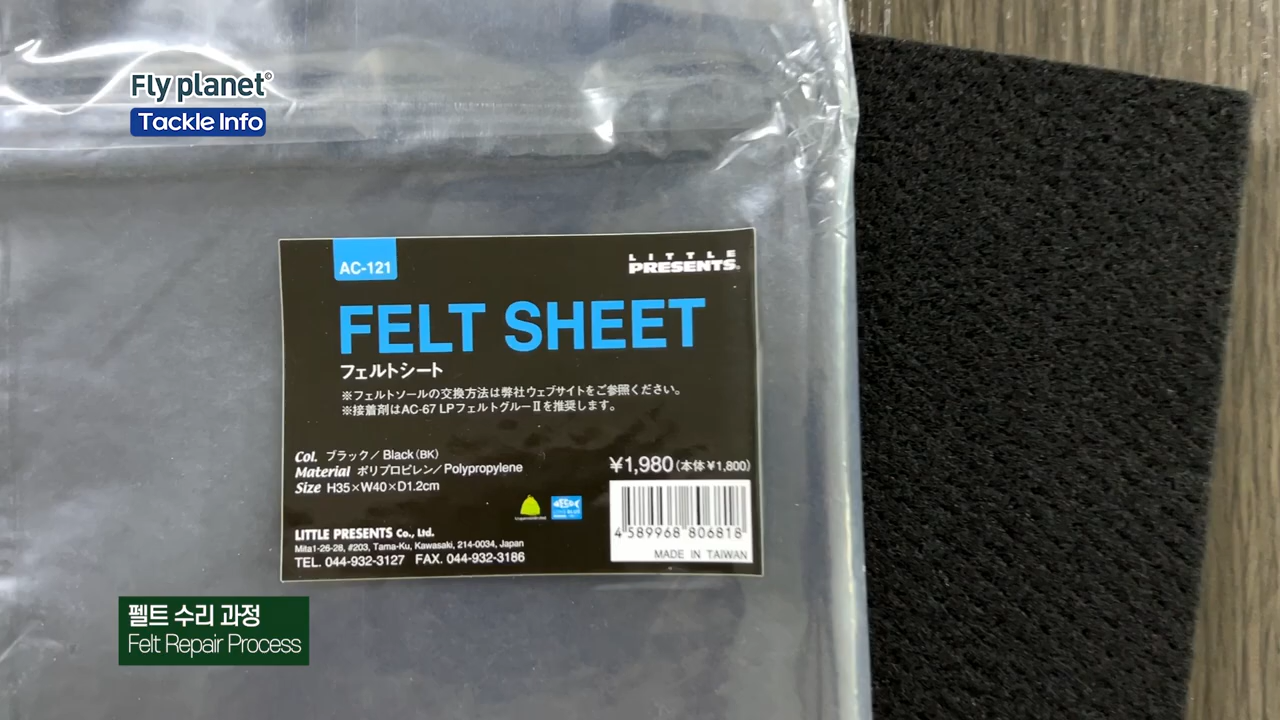 Fly planet©
Tackle Info
AC-121
LITTLE
PRESENTS®
FELT SHEET
フェルトシート
※フェルトソールの交換方法は弊社ウェブサイトをご参照ください。
※接着剤はAC-67 LPフェルトグルーⅡを推奨します。
Col. ブラック／Black (BK)
Material ポリプロピレン／Polypropylene
Size H35×W40×D1.2cm
¥1,980 (本体¥1,800)
4 589968 806818
MADE IN TAIWAN
LITTLE PRESENTS Co., Ltd.
Mita1-26-28, #203, Tama-Ku, Kawasaki, 214-0034, Japan
TEL. 044-932-3127 FAX. 044-932-3186
펠트 수리 과정
Felt Repair Process